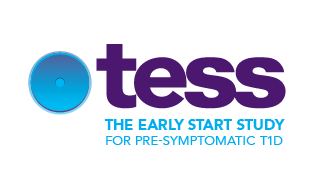 tess
THE EARLY START STUDY
FOR PRE-SYMPTOMATIC T1D